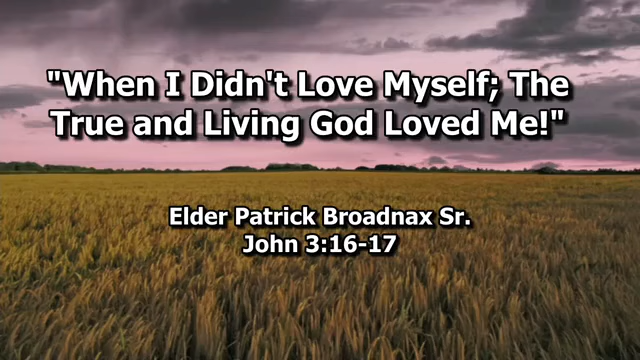 "When I Didn't Love Myself; The
True and Living God Loved Me!"
Elder Patrick Broadnax Sr.
John 3:16-17